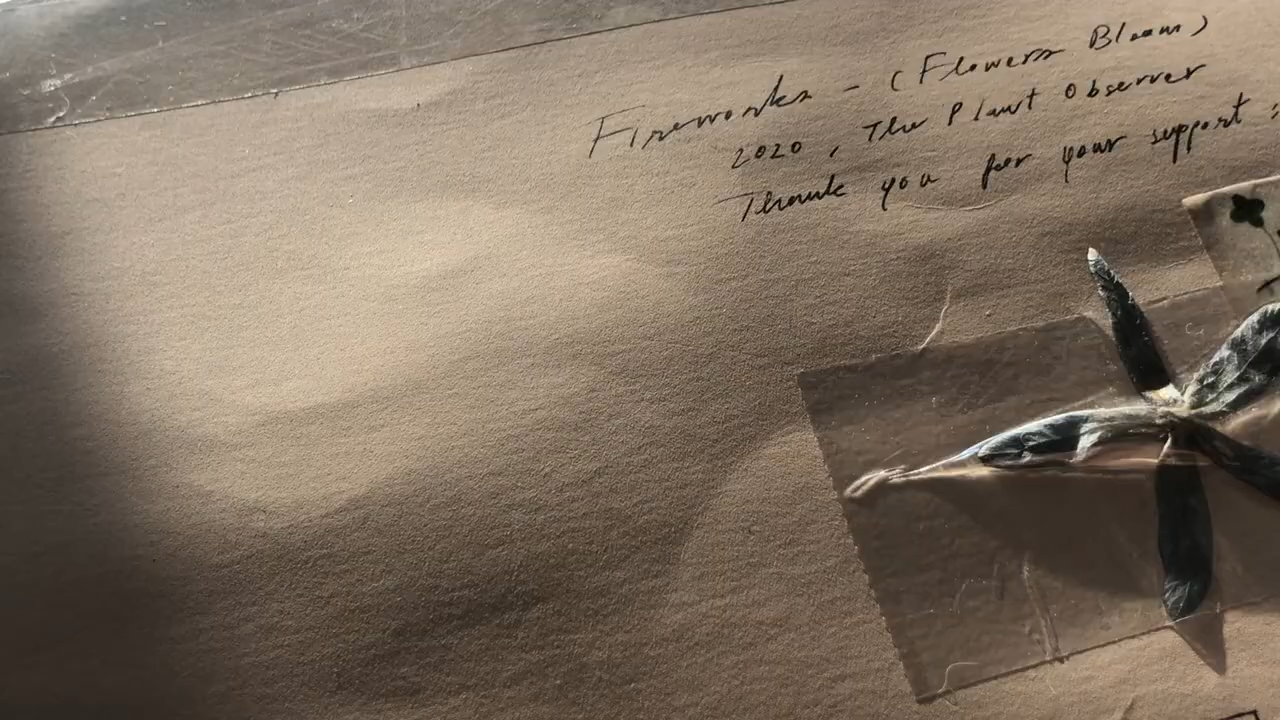 Fireworks - (Flowers Bloom)
2020, The Plant Observer
Thank you for your support :